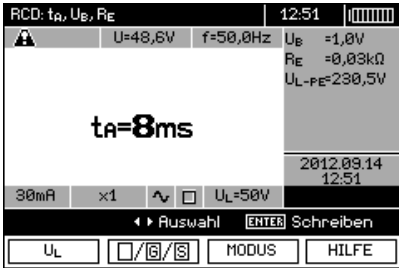 RCD: tA, UB, RE 12:51
U=48,6V f=50,0Hz
UB =1,0V
RE =0,03kΩ
UL-PE=230,5V
tA=8ms
2012.09.14
12:51
30mA x1 UL=50V
Auswahl ENTER Schreiben
UL /G/S MODUS HILFE